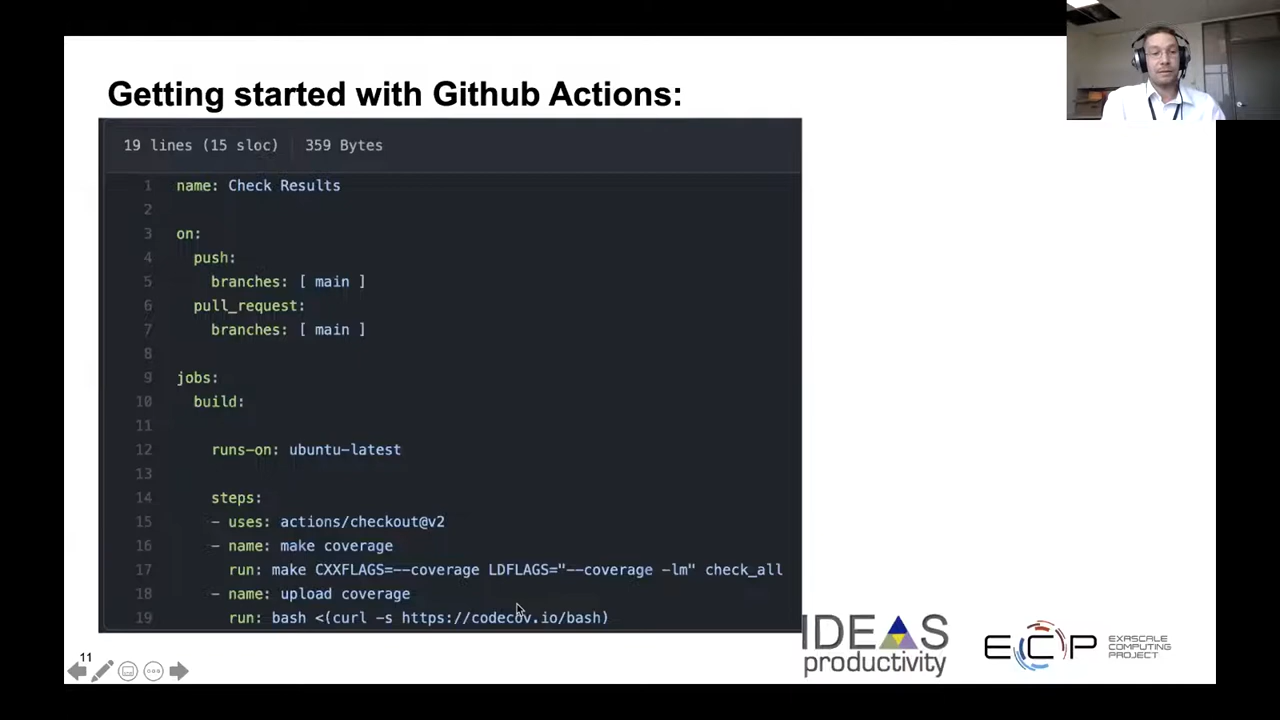 Getting started with Github Actions:
19 lines (15 sloc) | 359 Bytes
1 name: Check Results
2
3 on:
4 push:
5 branches: [ main ]
6 pull_request:
7 branches: [ main ]
8
9 jobs:
10 build:
11
12 runs-on: ubuntu-latest
13
14 steps:
15 - uses: actions/checkout@v2
16 - name: make coverage
17 run: make CXXFLAGS=--coverage LDFLAGS="--coverage -lm" check_all
18 - name: upload coverage
19 run: bash <(curl -s https://codecov.io/bash)
11
IDEAS
productivity
ECP
EXASCALE
COMPUTING
PROJECT